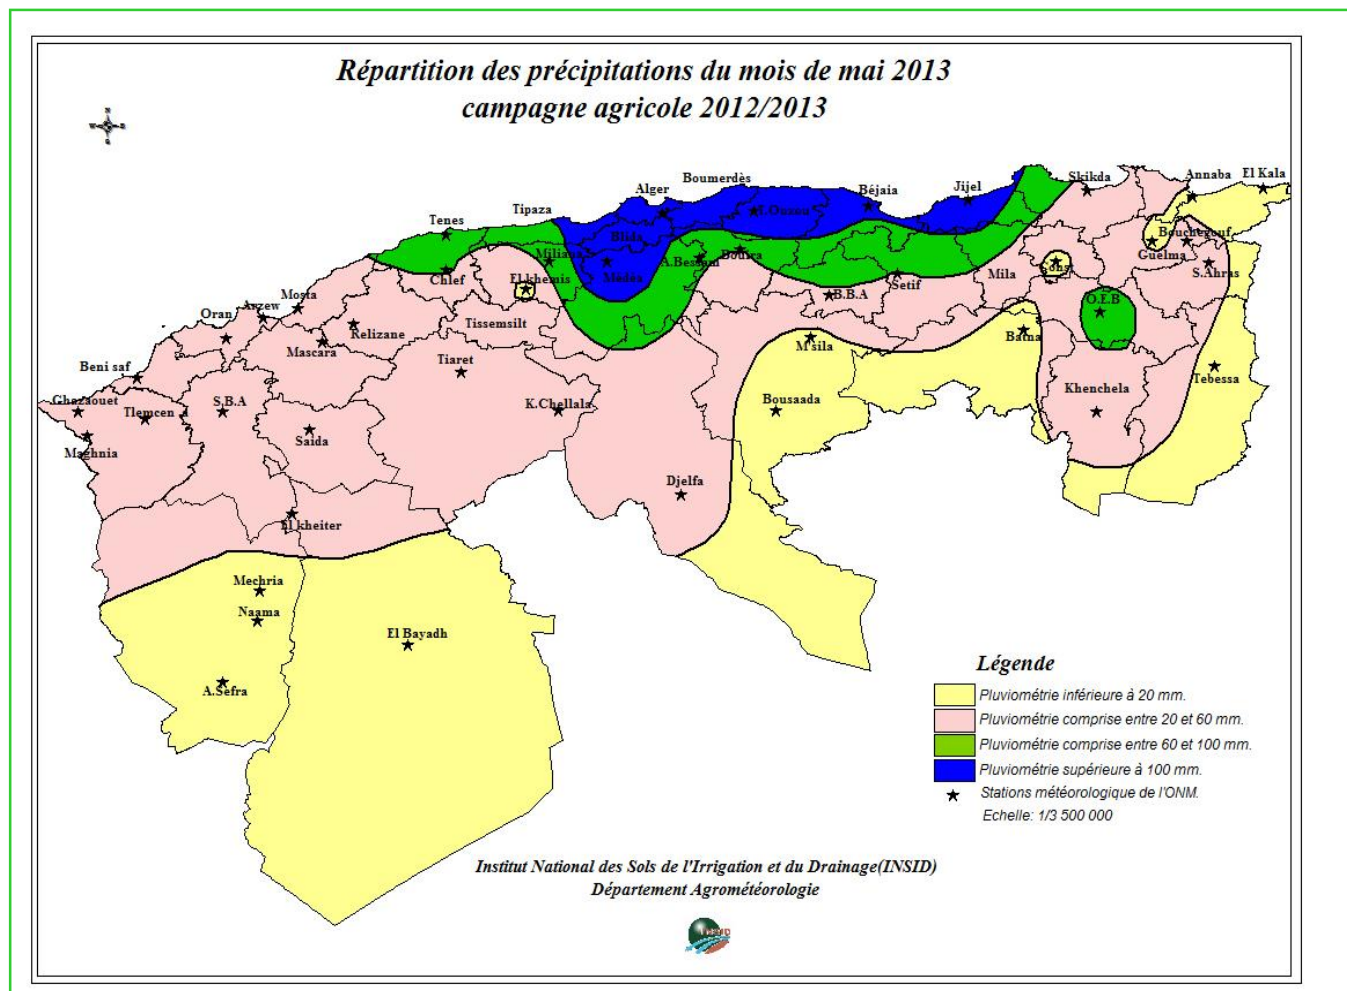 Répartition des précipitations du mois de mai 2013
campagne agricole 2012/2013
N
W E
S
Skikda
Annaba
El Kala
Boumerdès
Alger
Béjaia
Jijel
Tipaza
Tenes
T.Ouzou
Blida
Bouchegouf
Miliana
Médéa
A.Bessam
Bouira
Guelma
Mila
Const
S.Ahras
Chlef
El khemis
B.B.A
Setif
O.E.B
Mosta
Arzew
Oran
Relizane
Tissemsilt
Mascara
M'sila
Batna
Beni saf
Tiaret
Tebessa
Khenchela
Ghazaouet
Tlemcen
S.B.A
K.Chellala
Bousaada
Saida
Maghnia
Djelfa
El kheiter
Mechria
Naama
El Bayadh
A.Sefra
Légende
Pluviométrie inférieure à 20 mm.
Pluviométrie comprise entre 20 et 60 mm.
Pluviométrie comprise entre 60 et 100 mm.
Pluviométrie supérieure à 100 mm.
Stations météorologique de l'ONM.
Echelle: 1/3 500 000
Institut National des Sols de l'Irrigation et du Drainage(INSID)
Département Agrométéorologie
INSID